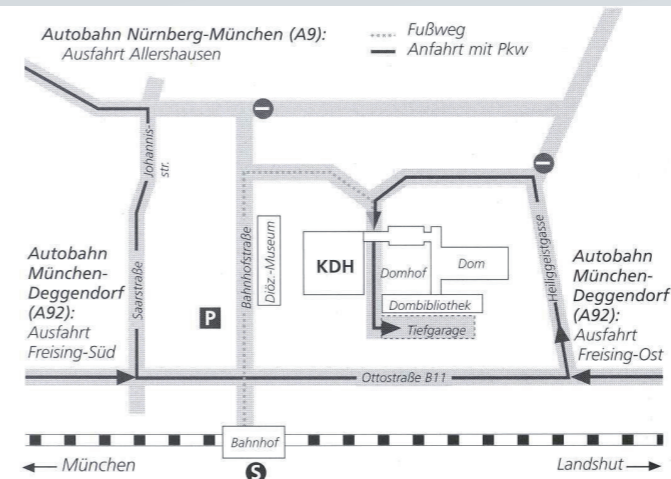 Autobahn Nürnberg-München (A9):
Ausfahrt Allershausen
Fußweg
Anfahrt mit Pkw
Johannis-
str.
Saarstraße
Bahnhofstraße
Diöz.-Museum
KDH
Domhof
Dom
Dombibliothek
Tiefgarage
Heiliggeistgasse
Autobahn
München-
Deggendorf
(A92):
Ausfahrt
Freising-Süd
P
Autobahn
München-
Deggendorf
(A92):
Ausfahrt
Freising-Ost
Ottostraße B11
Bahnhof
S
München
Landshut